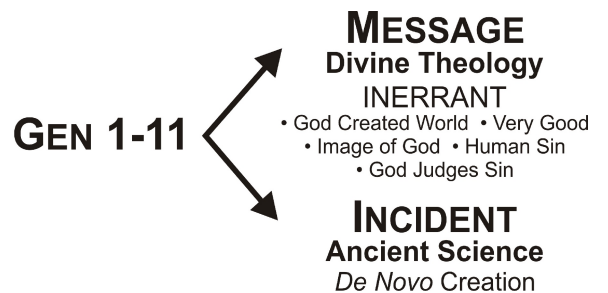 GEN 1-11
MESSAGE
Divine Theology
INERRANT
• God Created World • Very Good
• Image of God • Human Sin
• God Judges Sin
INCIDENT
Ancient Science
De Novo Creation